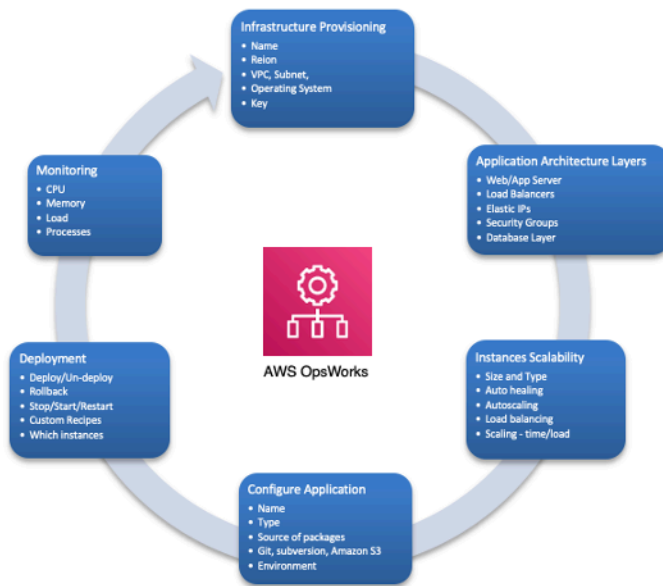 Infrastructure Provisioning
• Name
• Reion
• VPC, Subnet,
• Operating System
• Key
Application Architecture Layers
• Web/App Server
• Load Balancers
• Elastic IPs
• Security Groups
• Database Layer
Instances Scalability
• Size and Type
• Auto healing
• Autoscaling
• Load balancing
• Scaling - time/load
Configure Application
• Name
• Type
• Source of packages
• Git, subversion, Amazon S3
• Environment
Deployment
• Deploy/Un-deploy
• Rollback
• Stop/Start/Restart
• Custom Recipes
• Which instances
Monitoring
• CPU
• Memory
• Load
• Processes
AWS OpsWorks